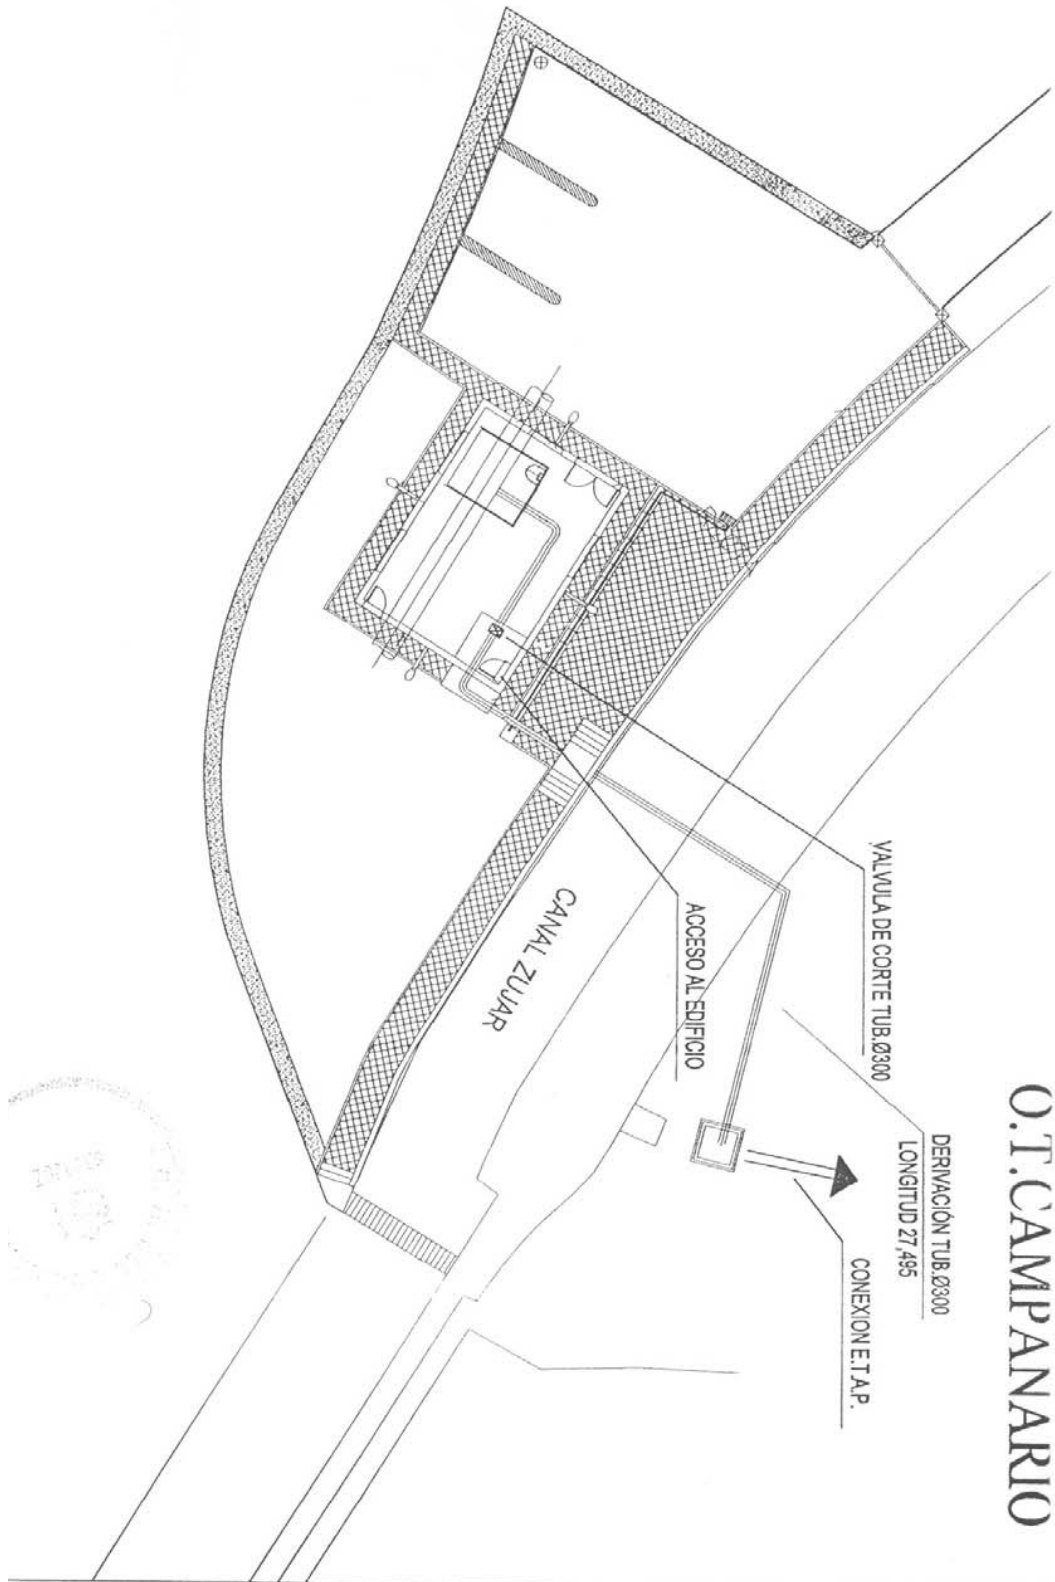 O.T.CAMPANARIO
DERIVACIÓN TUB.Ø300
LONGITUD 27,495
VALVULA DE CORTE TUB.Ø300
CONEXION E.T.A.P.
ACCESO AL EDIFICIO
CANAL ZUJAR